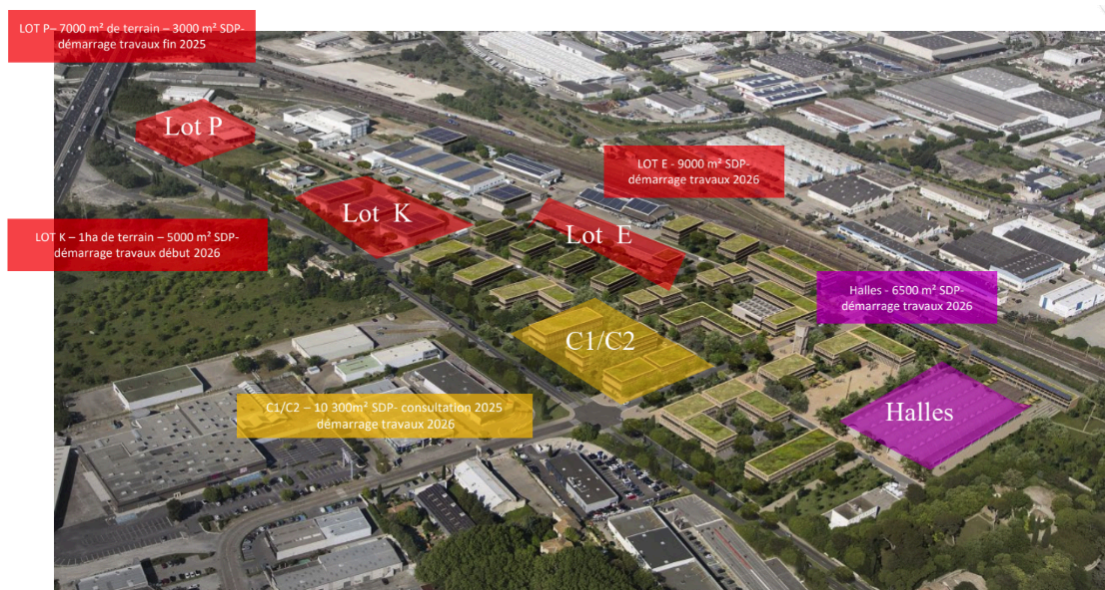 LOT P– 7000 m² de terrain – 3000 m² SDP-
démarrage travaux fin 2025
Lot P
LOT E - 9000 m² SDP-
démarrage travaux 2026
Lot K
Lot E
LOT K – 1ha de terrain – 5000 m² SDP-
démarrage travaux début 2026
Halles - 6500 m² SDP-
démarrage travaux 2026
C1/C2
Halles
C1/C2 – 10 300m² SDP- consultation 2025
démarrage travaux 2026